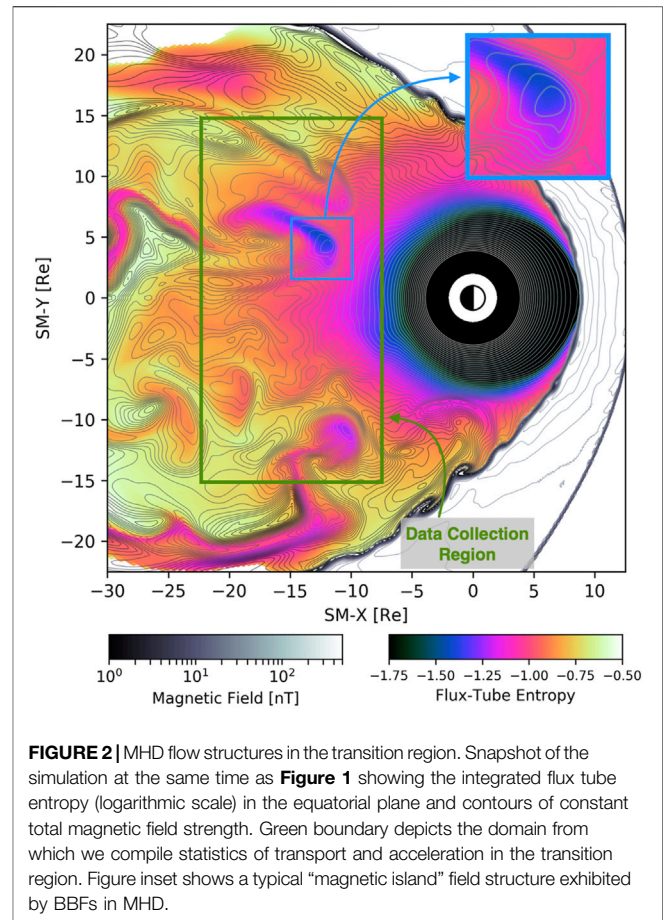 20
15
10
5
0
−5
−10
−15
−20
SM-Y [Re]
−30
−25
−20
−15
−10
−5
0
5
10
SM-X [Re]
Data Collection
Region
10⁰
10¹
10²
Magnetic Field [nT]
−1.75
−1.50
−1.25
−1.00
−0.75
−0.50
Flux-Tube Entropy
FIGURE 2 | MHD flow structures in the transition region. Snapshot of the
simulation at the same time as Figure 1 showing the integrated flux tube
entropy (logarithmic scale) in the equatorial plane and contours of constant
total magnetic field strength. Green boundary depicts the domain from
which we compile statistics of transport and acceleration in the transition
region. Figure inset shows a typical “magnetic island” field structure exhibited
by BBFs in MHD.